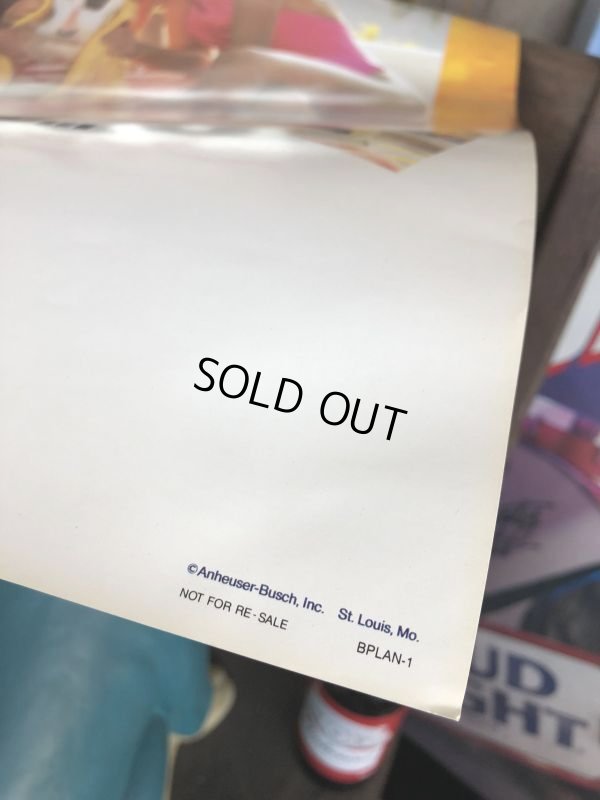 SOLD OUT
©Anheuser-Busch, Inc. St. Louis, Mo.
NOT FOR RE-SALE BPLAN-1
UD
GHT